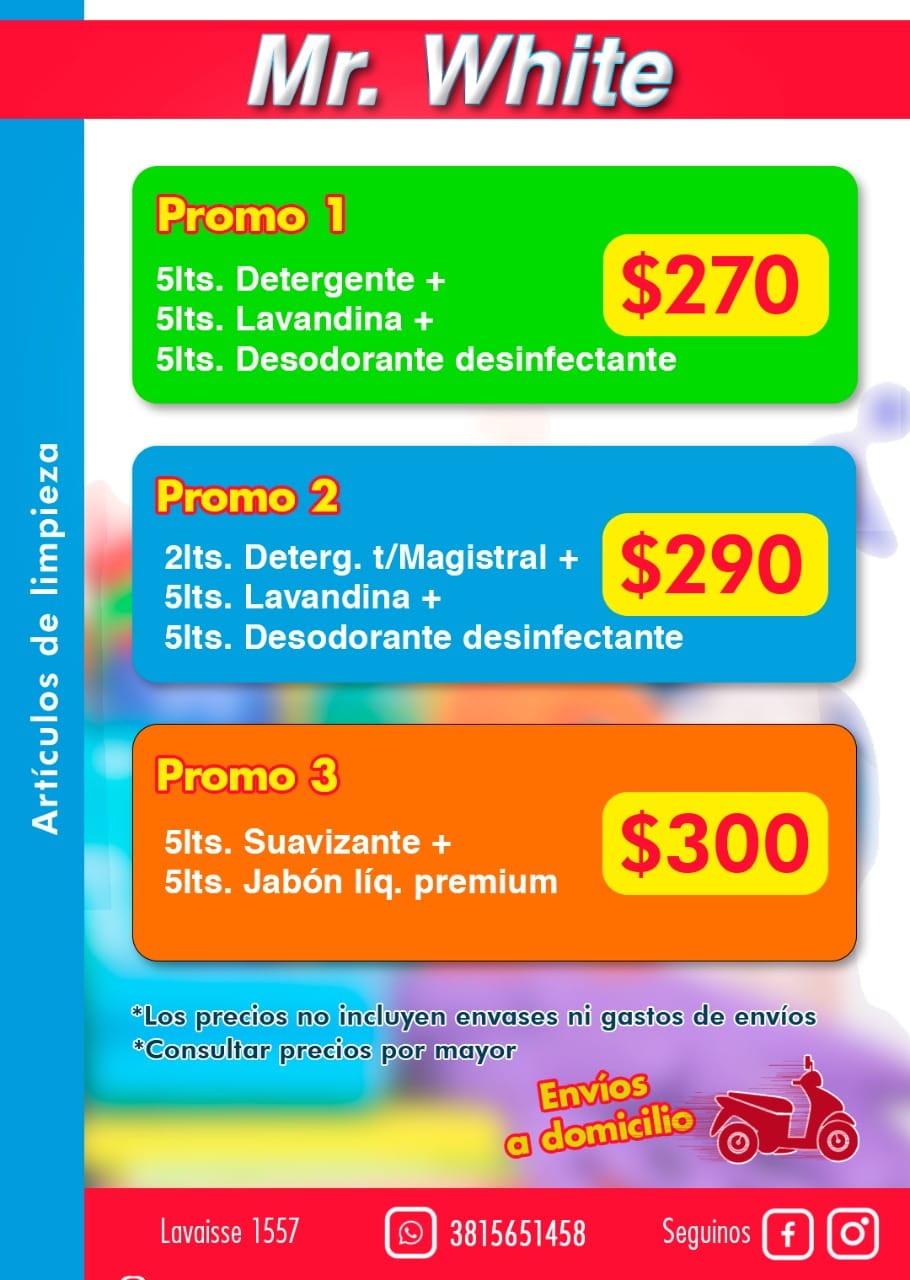 Mr. White
Artículos de limpieza
Promo 1
5lts. Detergente +
5lts. Lavandina +
5lts. Desodorante desinfectante
$270
Promo 2
2lts. Deterg. t/Magistral +
5lts. Lavandina +
5lts. Desodorante desinfectante
$290
Promo 3
5lts. Suavizante +
5lts. Jabón líq. premium
$300
*Los precios no incluyen envases ni gastos de envíos
*Consultar precios por mayor
Envíos
a domicilio
Lavaisse 1557
3815651458
Seguinos